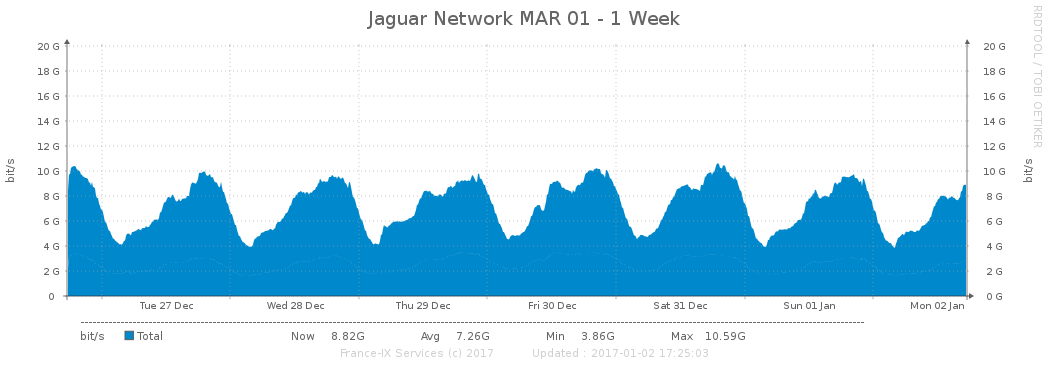 Jaguar Network MAR 01 - 1 Week
RRDTOOL / TOBI OETIKER
bit/s
20 G 20 G
18 G 18 G
16 G 16 G
14 G 14 G
12 G 12 G
10 G 10 G
8 G 8 G
6 G 6 G
4 G 4 G
2 G 2 G
0 0 G
bit/s
Tue 27 Dec Wed 28 Dec Thu 29 Dec Fri 30 Dec Sat 31 Dec Sun 01 Jan Mon 02 Jan
bit/s Total Now 8.82G Avg 7.26G Min 3.86G Max 10.59G
France-IX Services (c) 2017 Updated : 2017-01-02 17:25:03